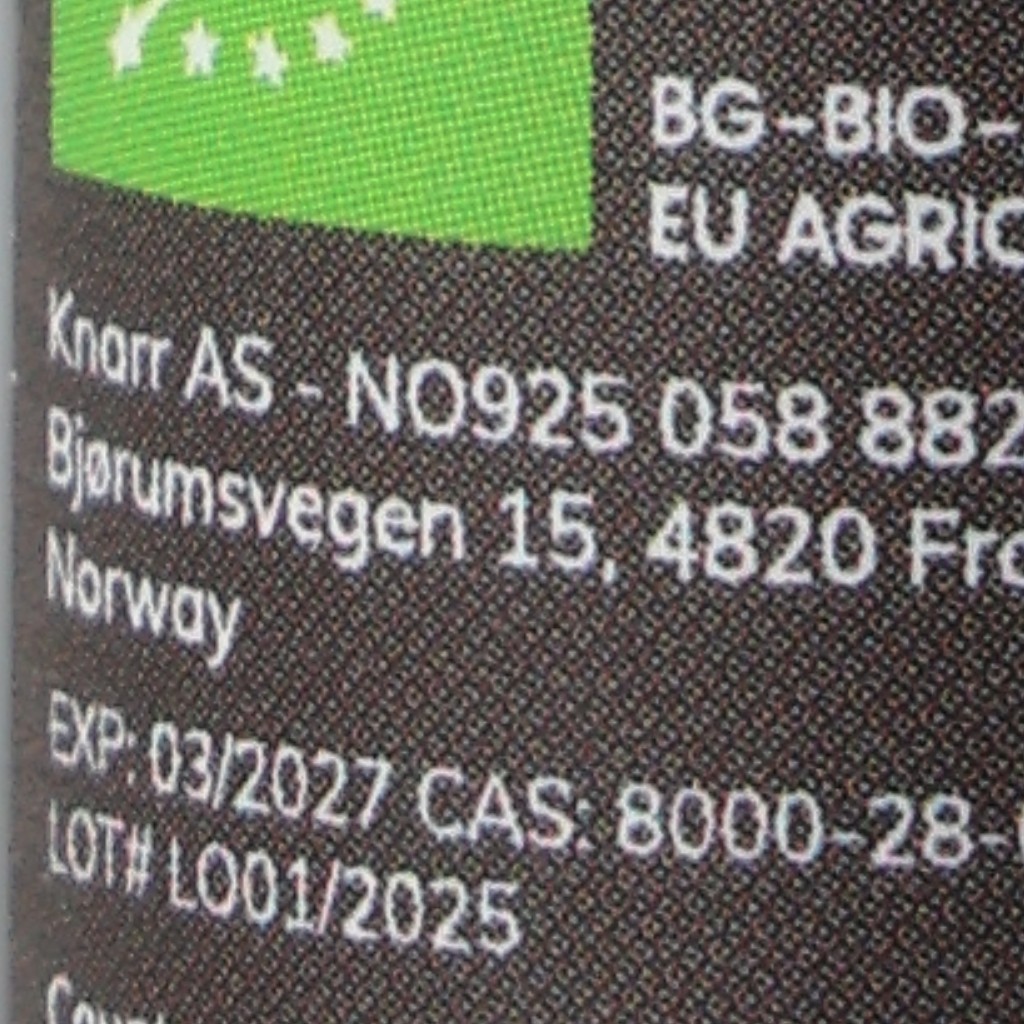 BG-BIO-
EU AGRIC
Knarr AS - NO925 058 882
Bjørumsvegen 15, 4820 Fro
Norway
EXP: 03/2027 CAS: 8000-28-
LOT# LO01/2025